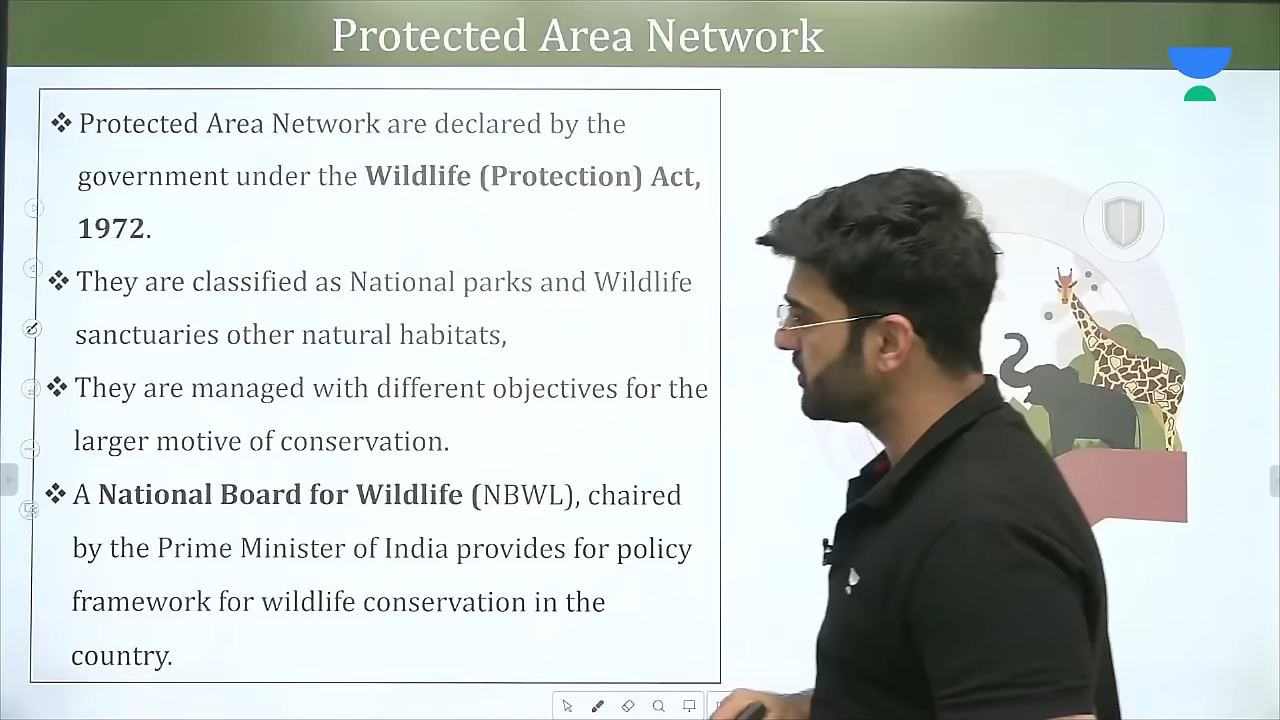 Protected Area Network
❖ Protected Area Network are declared by the
government under the Wildlife (Protection) Act,
1972.
❖ They are classified as National parks and Wildlife
sanctuaries other natural habitats,
❖ They are managed with different objectives for the
larger motive of conservation.
❖ A National Board for Wildlife (NBWL), chaired
by the Prime Minister of India provides for policy
framework for wildlife conservation in the
country.